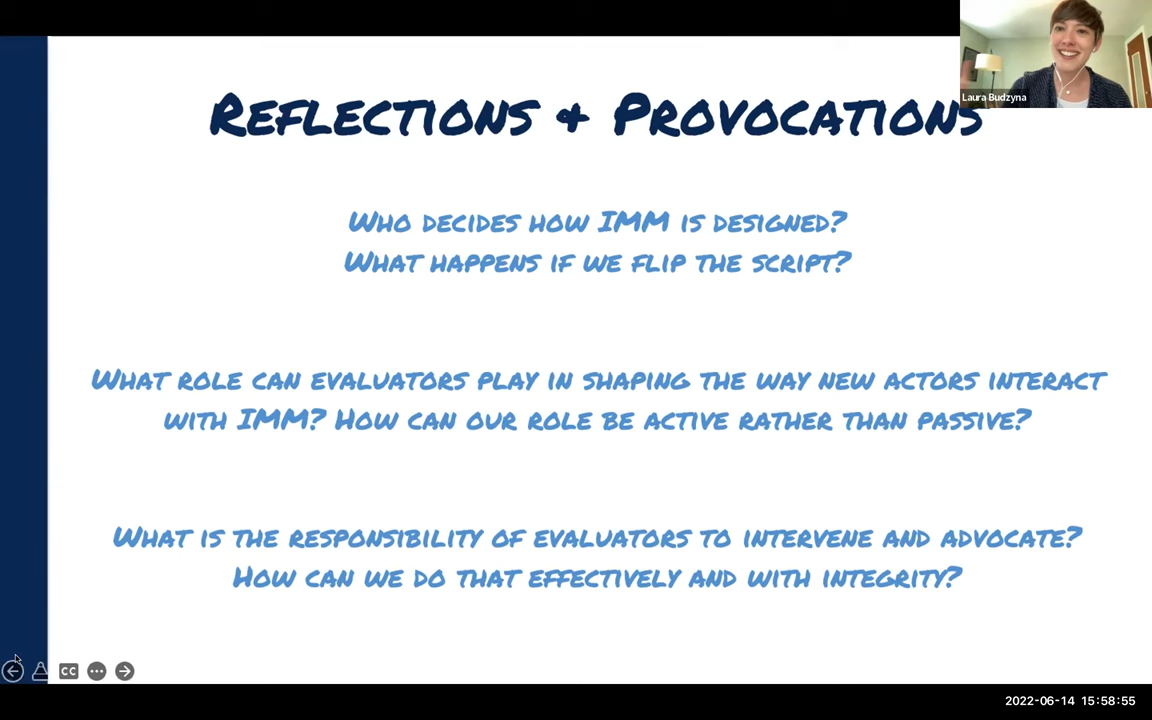 Laura Budzyna
REFLECTIONS & PROVOCATIONS
WHO DECIDES HOW IMM IS DESIGNED?
WHAT HAPPENS IF WE FLIP THE SCRIPT?
WHAT ROLE CAN EVALUATORS PLAY IN SHAPING THE WAY NEW ACTORS INTERACT
WITH IMM? HOW CAN OUR ROLE BE ACTIVE RATHER THAN PASSIVE?
WHAT IS THE RESPONSIBILITY OF EVALUATORS TO INTERVENE AND ADVOCATE?
HOW CAN WE DO THAT EFFECTIVELY AND WITH INTEGRITY?
CC
2022-06-14 15:58:55